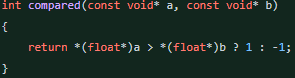 int compared(const void* a, const void* b)
{
return *(float*)a > *(float*)b ? 1 : -1;
}